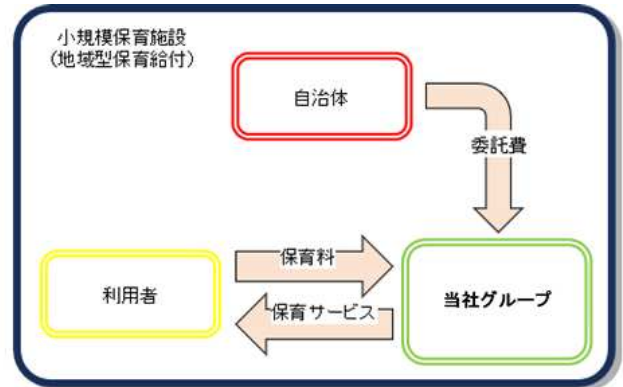 小規模保育施設
（地域型保育給付）
自治体
委託費
保育料
利用者
当社グループ
保育サービス